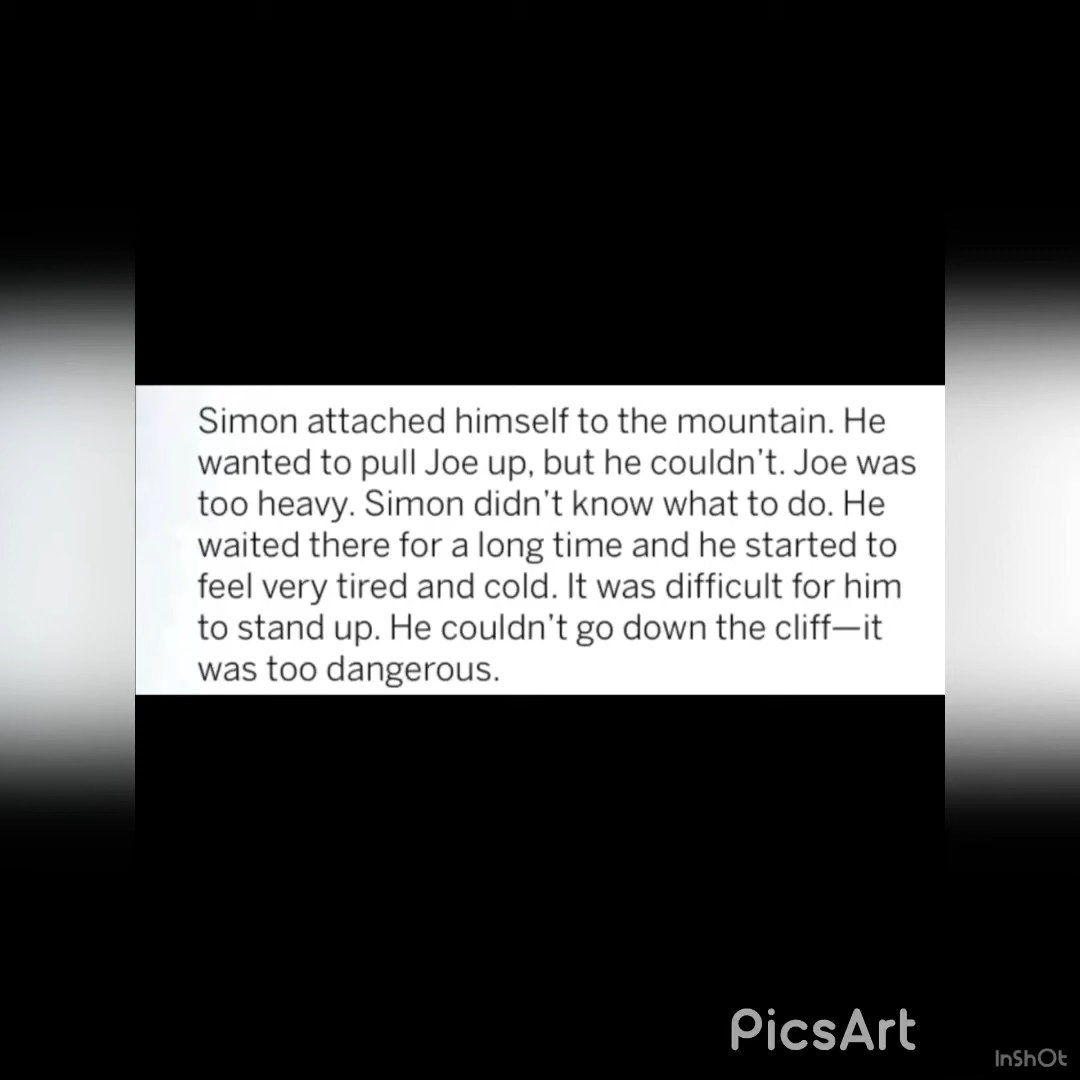 Simon attached himself to the mountain. He
wanted to pull Joe up, but he couldn't. Joe was
too heavy. Simon didn't know what to do. He
waited there for a long time and he started to
feel very tired and cold. It was difficult for him
to stand up. He couldn't go down the cliff—it
was too dangerous.
PicsArt
InShOt